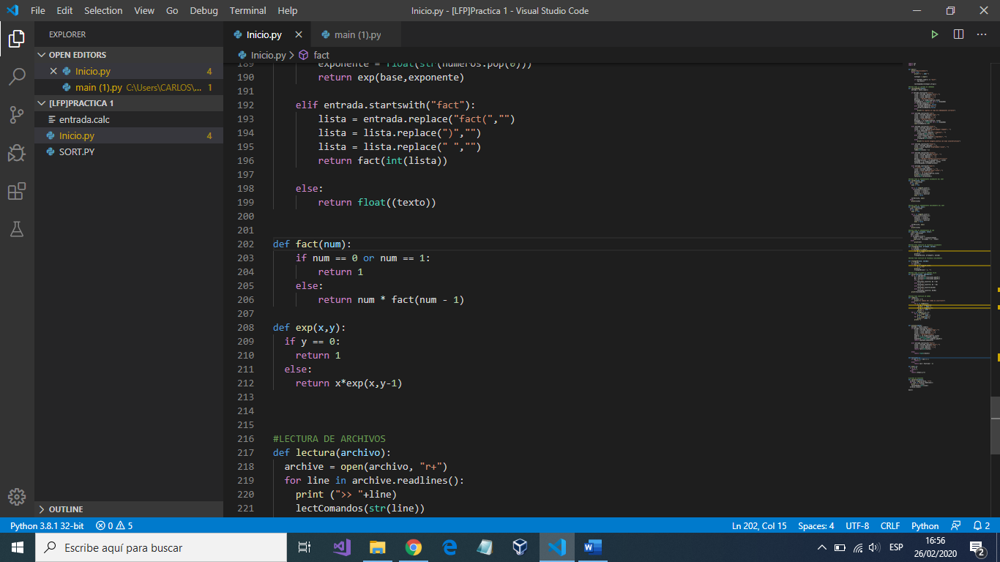 File Edit Selection View Go Debug Terminal Help Inicio.py - [LFP]Practica 1 - Visual Studio Code
EXPLORER
OPEN EDITORS
Inicio.py 4
main (1).py C:\Users\CARLOS\... 1
[LFP]PRACTICA 1
entrada.calc
Inicio.py 4
SORT.PY
OUTLINE
Inicio.py main (1).py
Inicio.py > fact
189 exponente = float(str(numeros.pop(0)))
190 return exp(base,exponente)
191
192 elif entrada.startswith("fact"):
193 lista = entrada.replace("fact(","")
194 lista = lista.replace(")","")
195 lista = lista.replace(" ","")
196 return fact(int(lista))
197
198 else:
199 return float((texto))
200
201
202 def fact(num):
203 if num == 0 or num == 1:
204 return 1
205 else:
206 return num * fact(num - 1)
207
208 def exp(x,y):
209 if y == 0:
210 return 1
211 else:
212 return x*exp(x,y-1)
213
214
215
216 #LECTURA DE ARCHIVOS
217 def lectura(archivo):
218 archive = open(archivo, "r+")
219 for line in archive.readlines():
220 print (">> "+line)
221 lectComandos(str(line))
Python 3.8.1 32-bit 0 5 Ln 202, Col 15 Spaces: 4 UTF-8 CRLF Python 2
Escribe aquí para buscar
ESP
16:56
26/02/2020
2